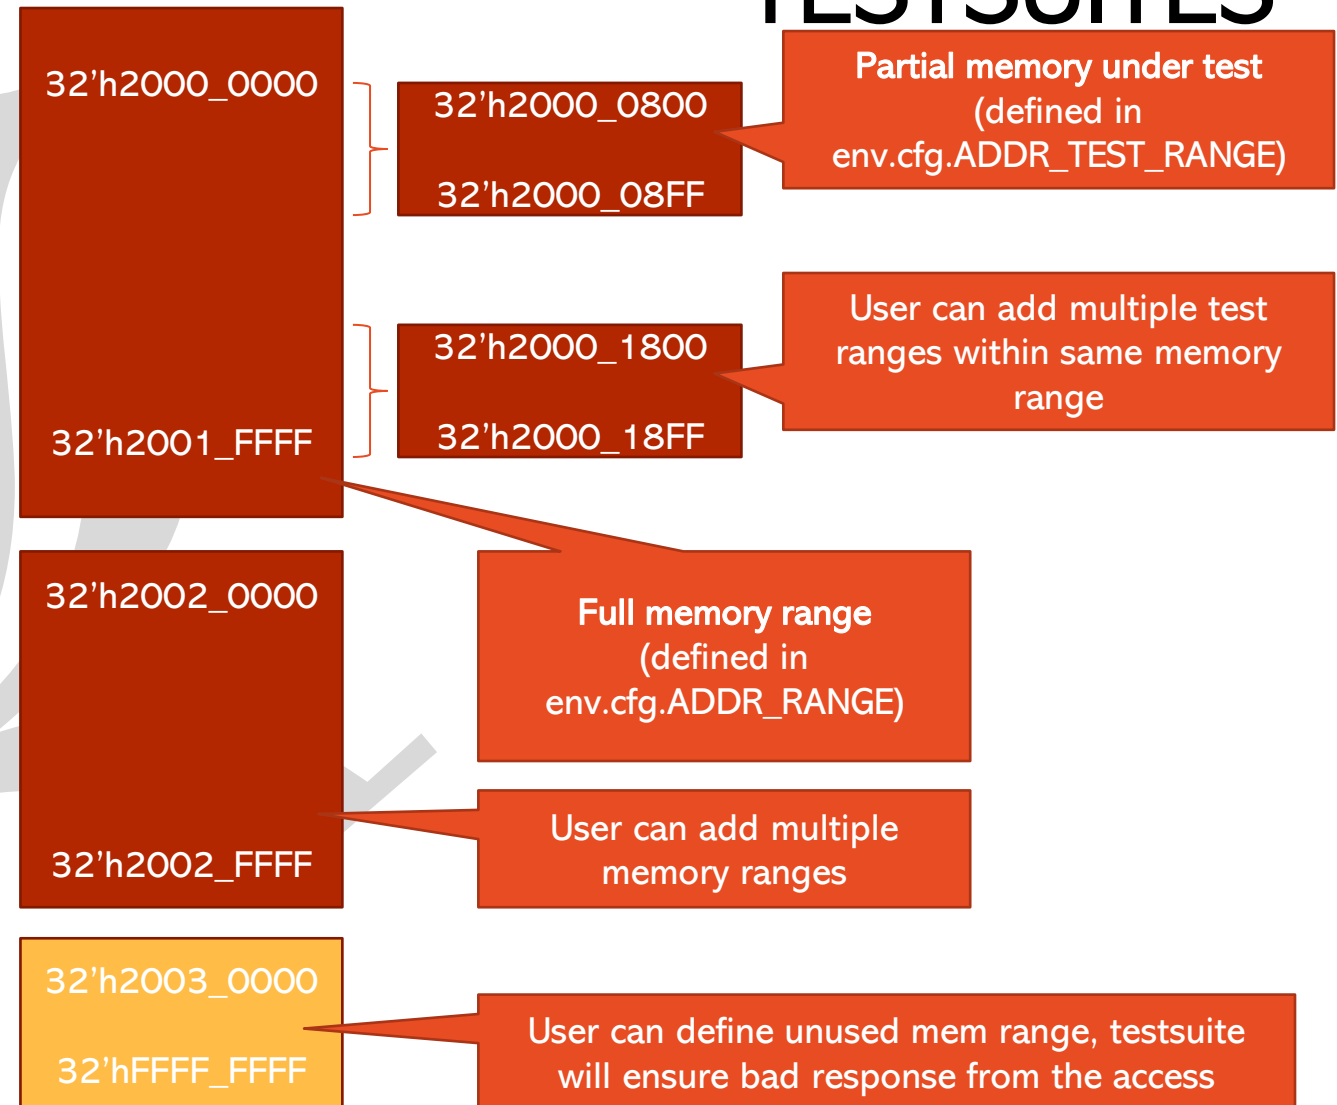 TESTSUITES
32’h2000_0000
32’h2001_FFFF
32’h2000_0800
32’h2000_08FF
Partial memory under test
(defined in
env.cfg.ADDR_TEST_RANGE)
32’h2000_1800
32’h2000_18FF
User can add multiple test
ranges within same memory
range
32’h2002_0000
32’h2002_FFFF
Full memory range
(defined in
env.cfg.ADDR_RANGE)
User can add multiple
memory ranges
32’h2003_0000
32’hFFFF_FFFF
User can define unused mem range, testsuite
will ensure bad response from the access